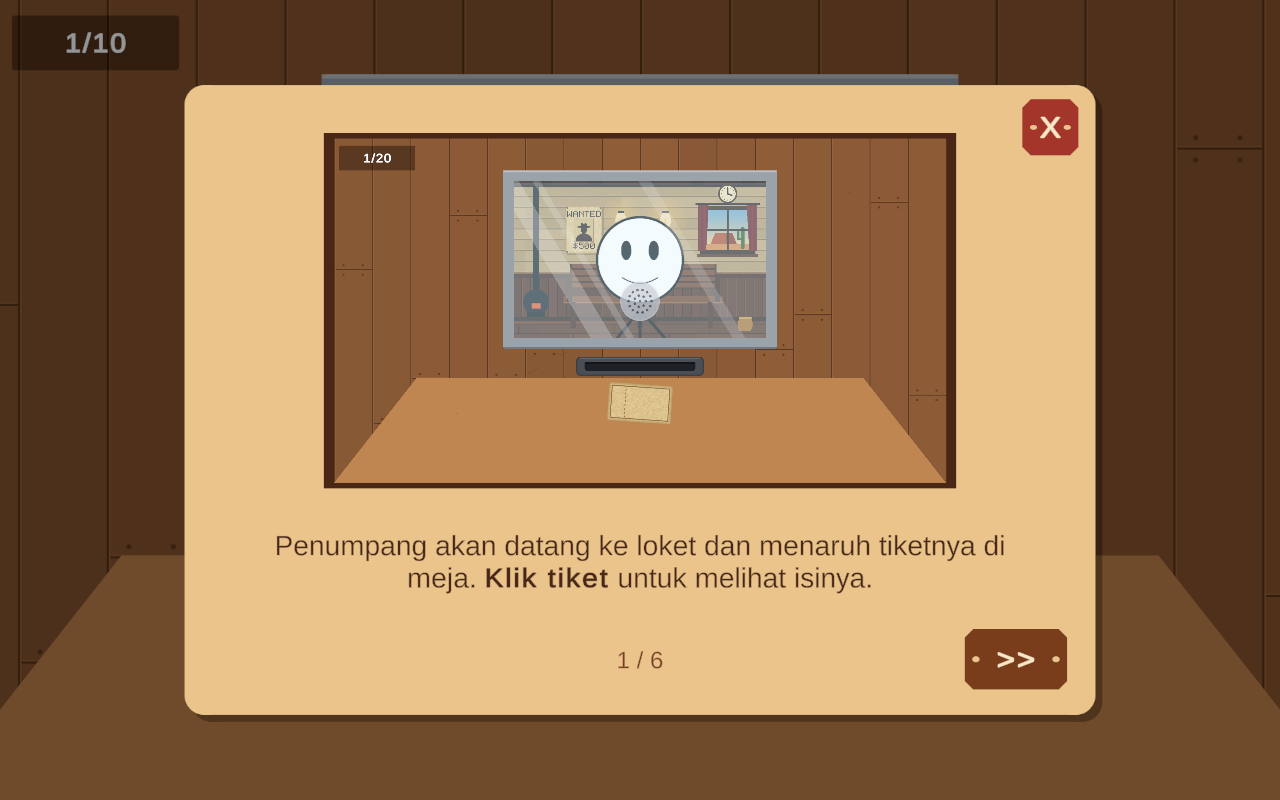 1/10
X
1/20
WANTED
$500
Penumpang akan datang ke loket dan menaruh tiketnya di
meja. Klik tiket untuk melihat isinya.
1 / 6
>>